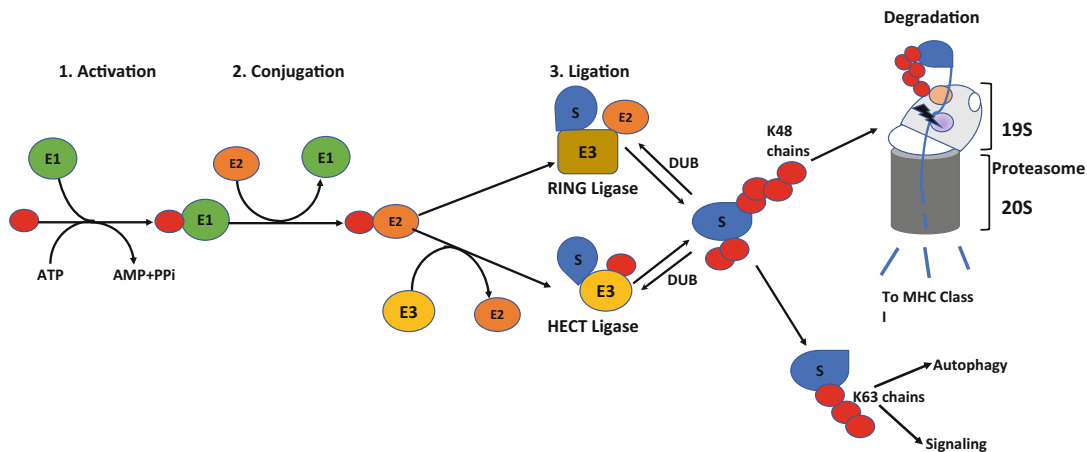 Degradation
1. Activation
2. Conjugation
3. Ligation
E1
E2
E1
S
E2
E3
RING Ligase
DUB
K48
chains
19S
Proteasome
20S
E1
E2
ATP
AMP+PPi
E3
E2
S
E3
HECT Ligase
DUB
S
To MHC Class
I
S
K63 chains
Autophagy
Signaling